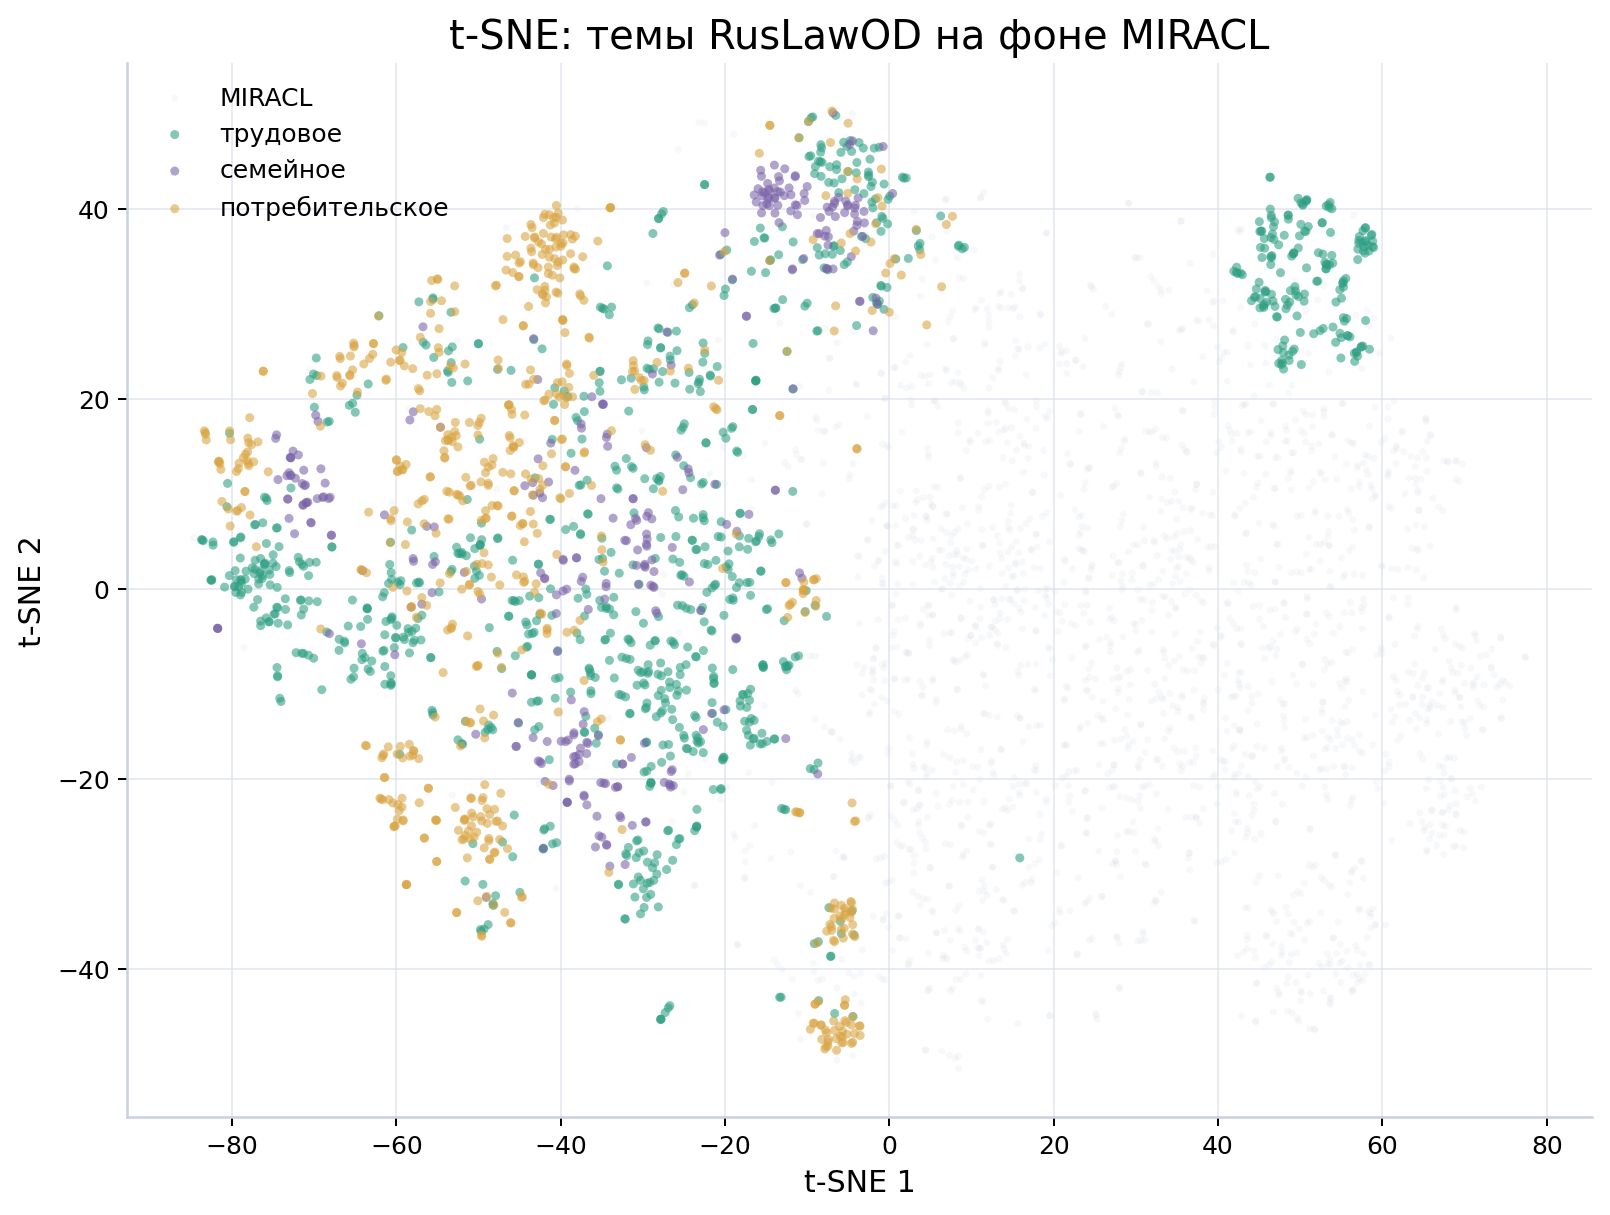 t-SNE: темы RusLawOD на фоне MIRACL
MIRACL
трудовое
семейное
потребительское
40
20
0
−20
−40
t-SNE 2
−80 −60 −40 −20 0 20 40 60 80
t-SNE 1